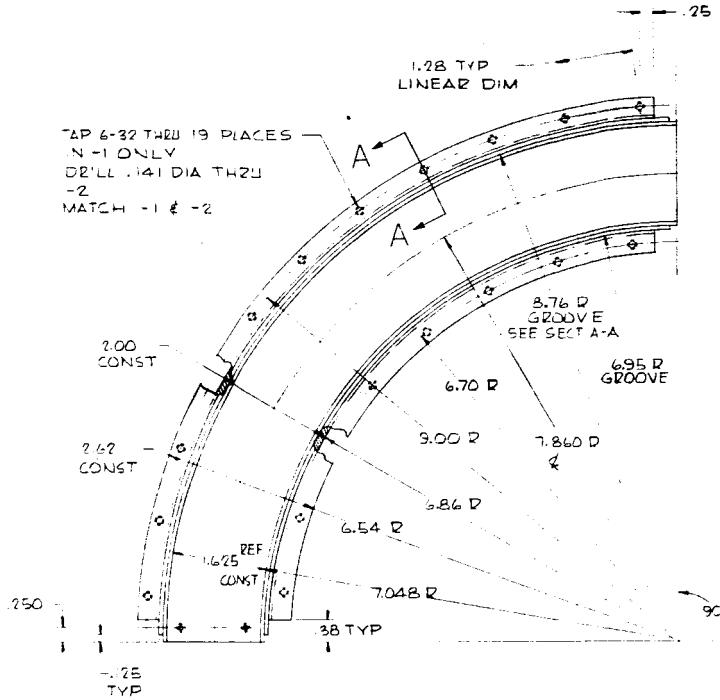 .25
1.28 TYP
LINEAR DIM
TAP 6-32 THRU 19 PLACES
IN -1 ONLY
DRILL .141 DIA THRU
-2
MATCH -1 & -2
A
A
8.76 R
GROOVE
SEE SECT A-A
6.95 R
GROOVE
2.00
CONST
6.70 R
9.00 R
7.860 R
2.62
CONST
6.86 R
6.54 R
1.625 REF
CONST
7.048 R
.250
.38 TYP
90
.125
TYP